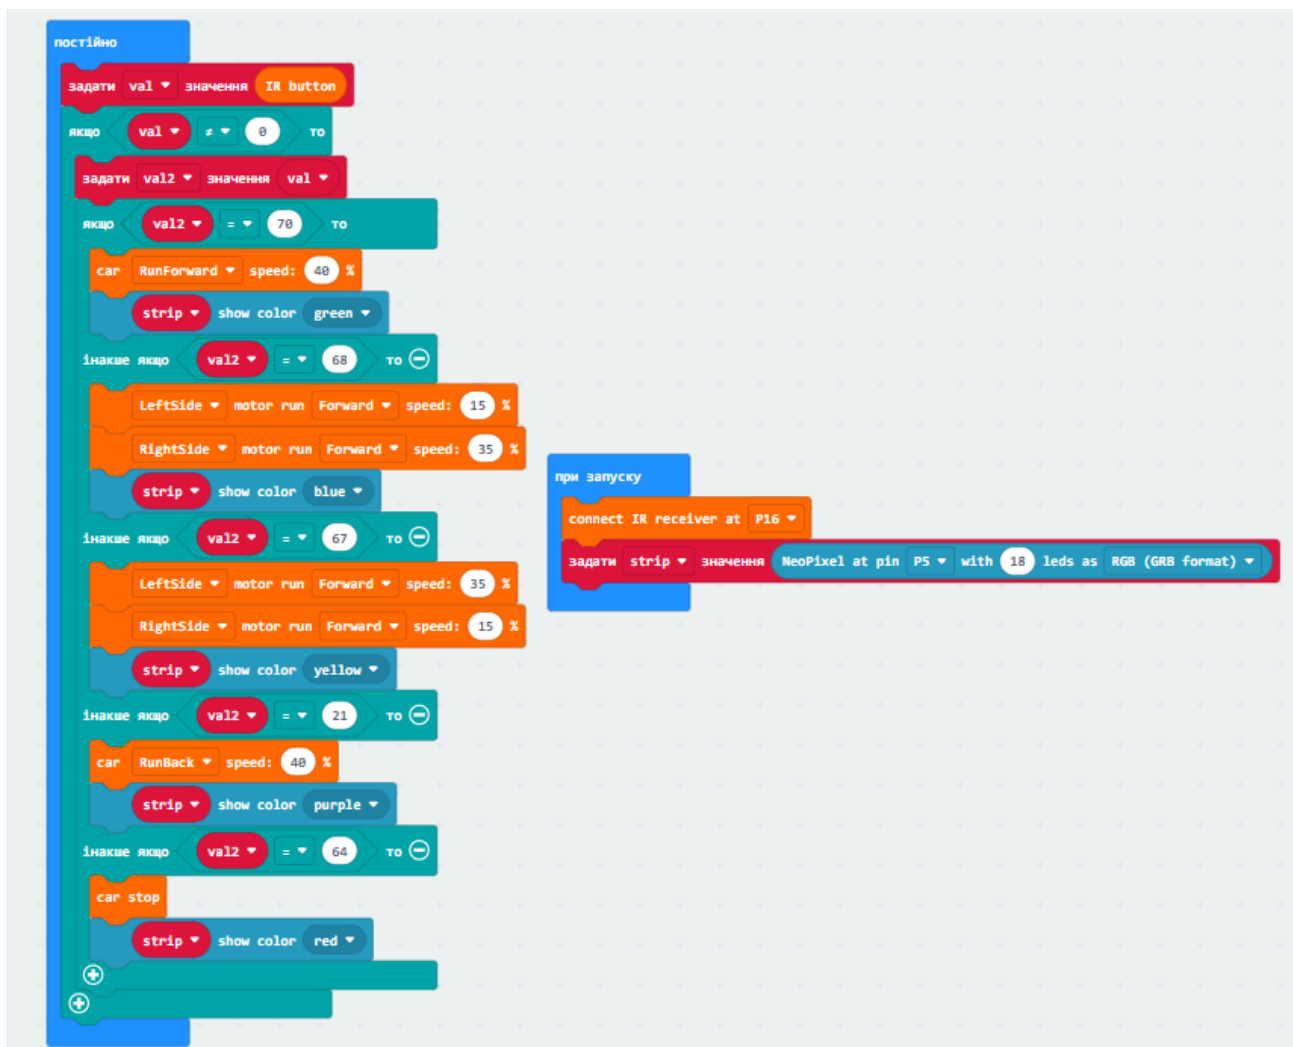 постійно
задати val значення IR button
якщо val ≠ 0 то
задати val2 значення val
якщо val2 = 70 то
car RunForward speed: 40 %
strip show color green
інакше якщо val2 = 68 то
LeftSide motor run Forward speed: 15 %
RightSide motor run Forward speed: 35 %
strip show color blue
інакше якщо val2 = 67 то
LeftSide motor run Forward speed: 35 %
RightSide motor run Forward speed: 15 %
strip show color yellow
інакше якщо val2 = 21 то
car RunBack speed: 40 %
strip show color purple
інакше якщо val2 = 64 то
car stop
strip show color red
при запуску
connect IR receiver at P16
задати strip значення NeoPixel at pin P5 with 18 leds as RGB (GRB format)